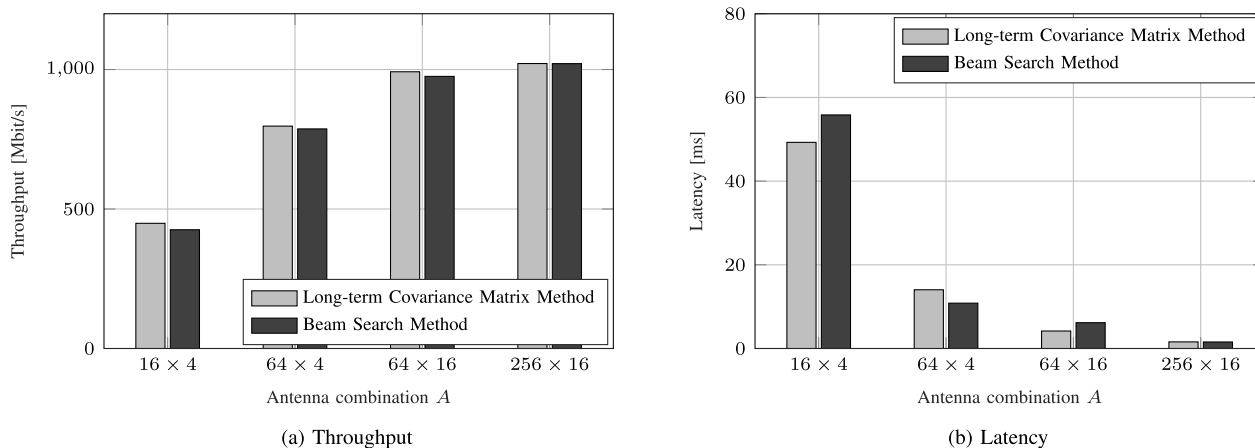 1,000
500
0
Throughput [Mbit/s]
Long-term Covariance Matrix Method
Beam Search Method
16 × 4
64 × 4
64 × 16
256 × 16
Antenna combination A
(a) Throughput
80
60
40
20
0
Latency [ms]
Long-term Covariance Matrix Method
Beam Search Method
16 × 4
64 × 4
64 × 16
256 × 16
Antenna combination A
(b) Latency